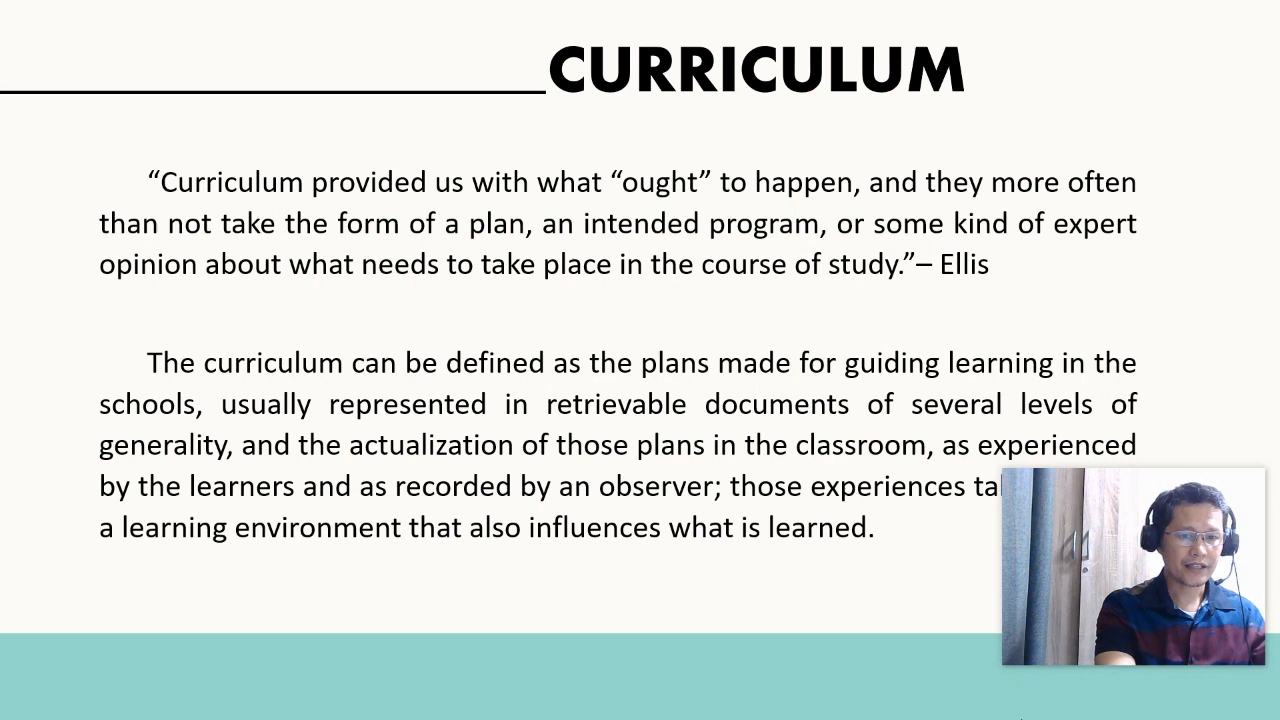 CURRICULUM
“Curriculum provided us with what “ought” to happen, and they more often
than not take the form of a plan, an intended program, or some kind of expert
opinion about what needs to take place in the course of study.”– Ellis
The curriculum can be defined as the plans made for guiding learning in the
schools, usually represented in retrievable documents of several levels of
generality, and the actualization of those plans in the classroom, as experienced
by the learners and as recorded by an observer; those experiences
a learning environment that also influences what is learned.